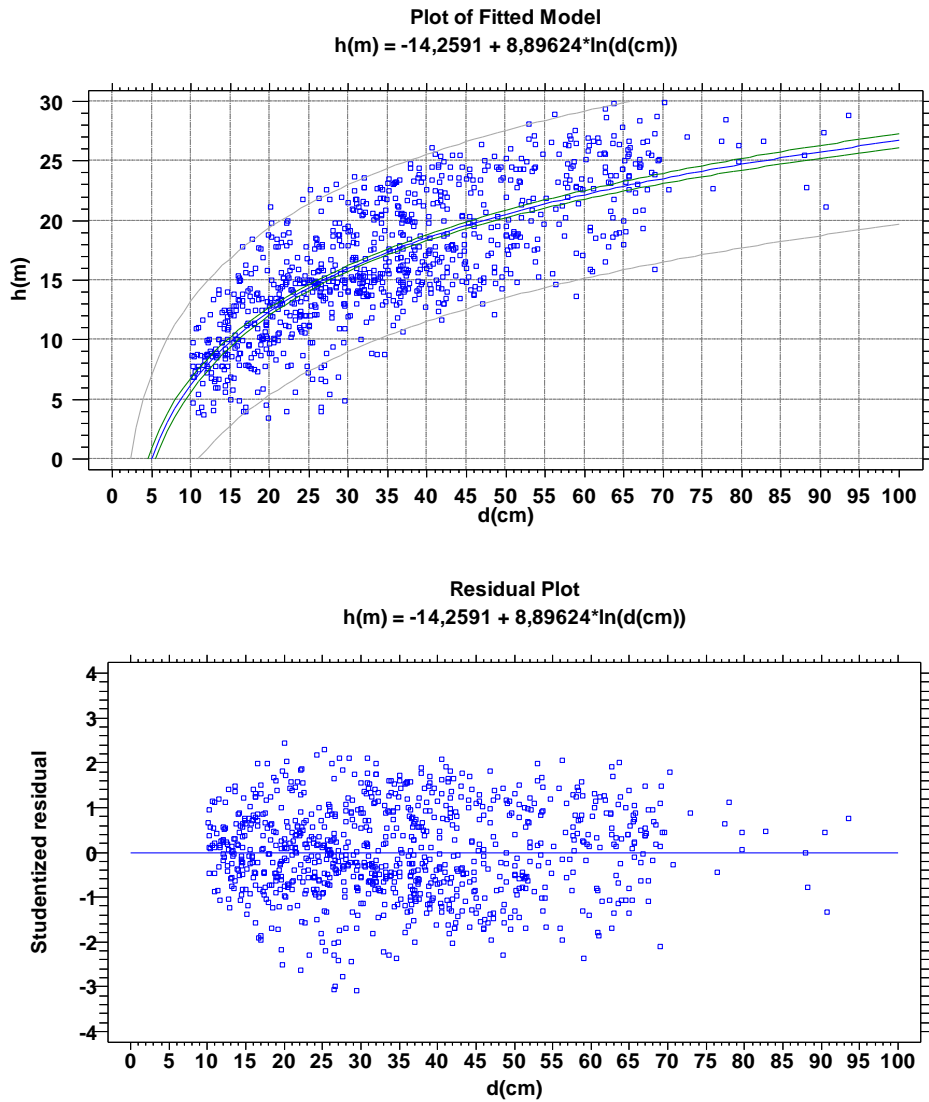 Plot of Fitted Model
h(m) = -14,2591 + 8,89624*ln(d(cm))
30
25
20
15
10
5
0
h(m)
0 5 10 15 20 25 30 35 40 45 50 55 60 65 70 75 80 85 90 95 100
d(cm)
Residual Plot
h(m) = -14,2591 + 8,89624*ln(d(cm))
4
3
2
1
0
-1
-2
-3
-4
Studentized residual
0 5 10 15 20 25 30 35 40 45 50 55 60 65 70 75 80 85 90 95 100
d(cm)